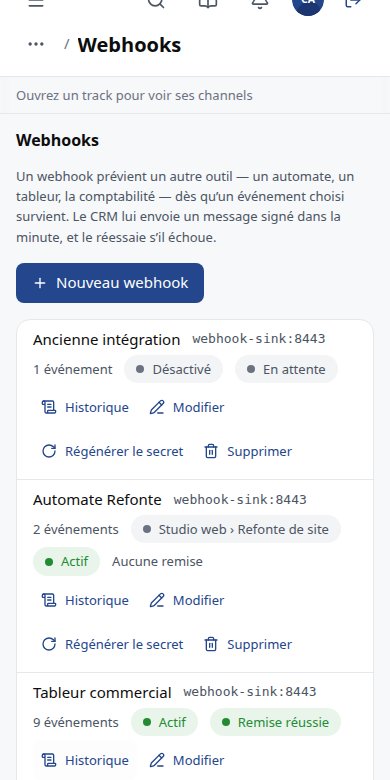 CA
... / Webhooks
Ouvrez un track pour voir ses channels
Webhooks
Un webhook prévient un autre outil — un automate, un
tableur, la comptabilité — dès qu'un événement choisi
survient. Le CRM lui envoie un message signé dans la
minute, et le réessaie s'il échoue.
+ Nouveau webhook
Ancienne intégration webhook-sink:8443
1 événement Désactivé En attente
Historique Modifier
Régénérer le secret Supprimer
Automate Refonte webhook-sink:8443
2 événements Studio web › Refonte de site
Actif Aucune remise
Historique Modifier
Régénérer le secret Supprimer
Tableur commercial webhook-sink:8443
9 événements Actif Remise réussie
Historique Modifier